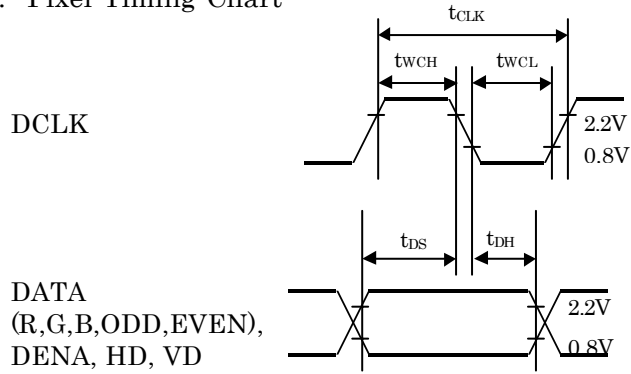 . Pixel Timing Chart
tCLK
tWCH tWCL
DCLK
2.2V
0.8V
tDS tDH
DATA
(R,G,B,ODD,EVEN),
DENA, HD, VD
2.2V
0.8V